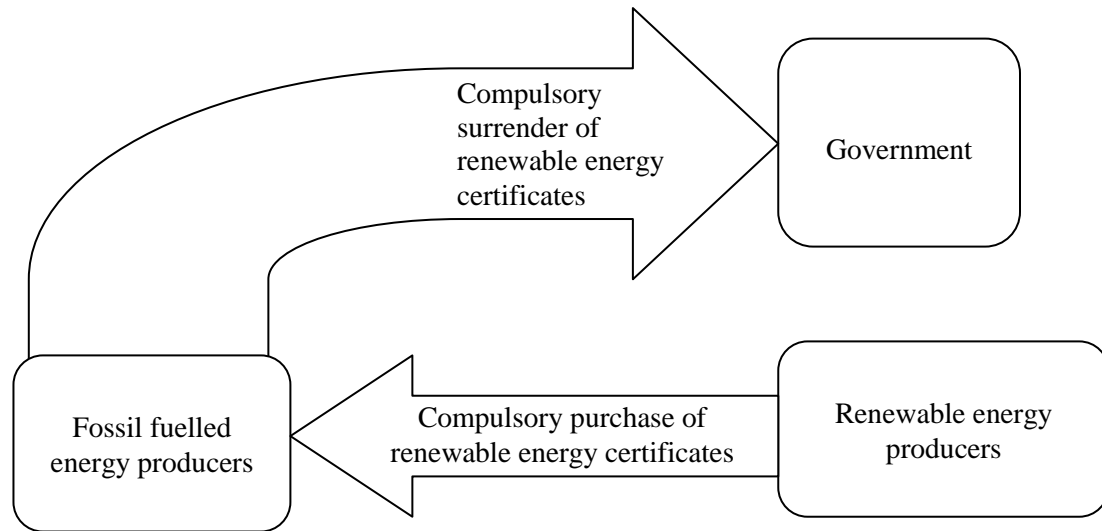 Compulsory
surrender of
renewable energy
certificates
Government
Fossil fuelled
energy producers
Compulsory purchase of
renewable energy certificates
Renewable energy
producers